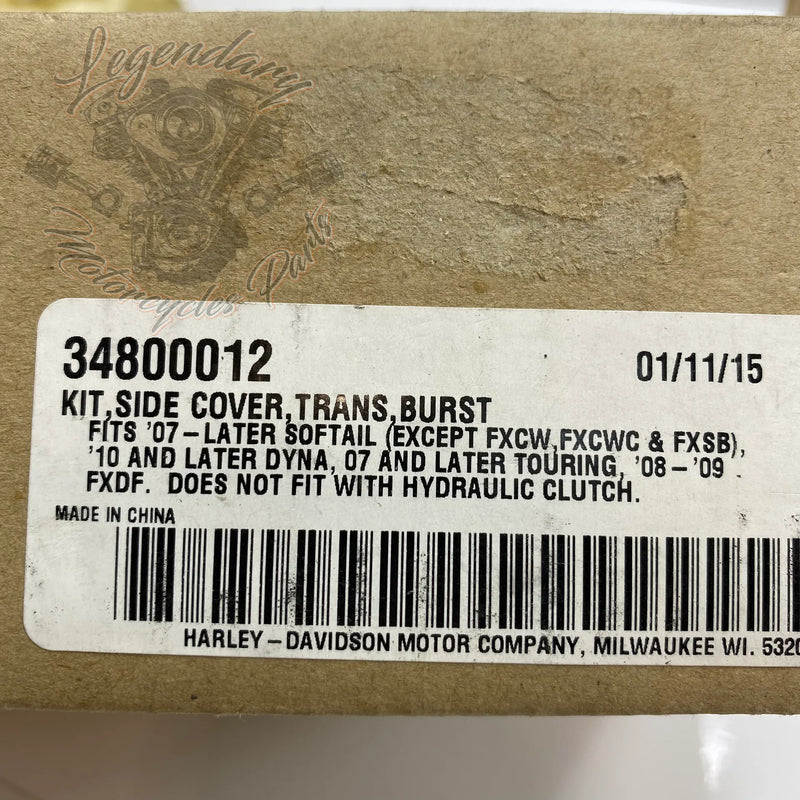 Legendary
Motorcycles Parts
34800012 01/11/15
KIT,SIDE COVER,TRANS,BURST
FITS '07-LATER SOFTAIL (EXCEPT FXCW,FXCWC & FXSB),
'10 AND LATER DYNA, 07 AND LATER TOURING, '08-'09
FXDF. DOES NOT FIT WITH HYDRAULIC CLUTCH.
MADE IN CHINA
HARLEY-DAVIDSON MOTOR COMPANY, MILWAUKEE WI. 5320